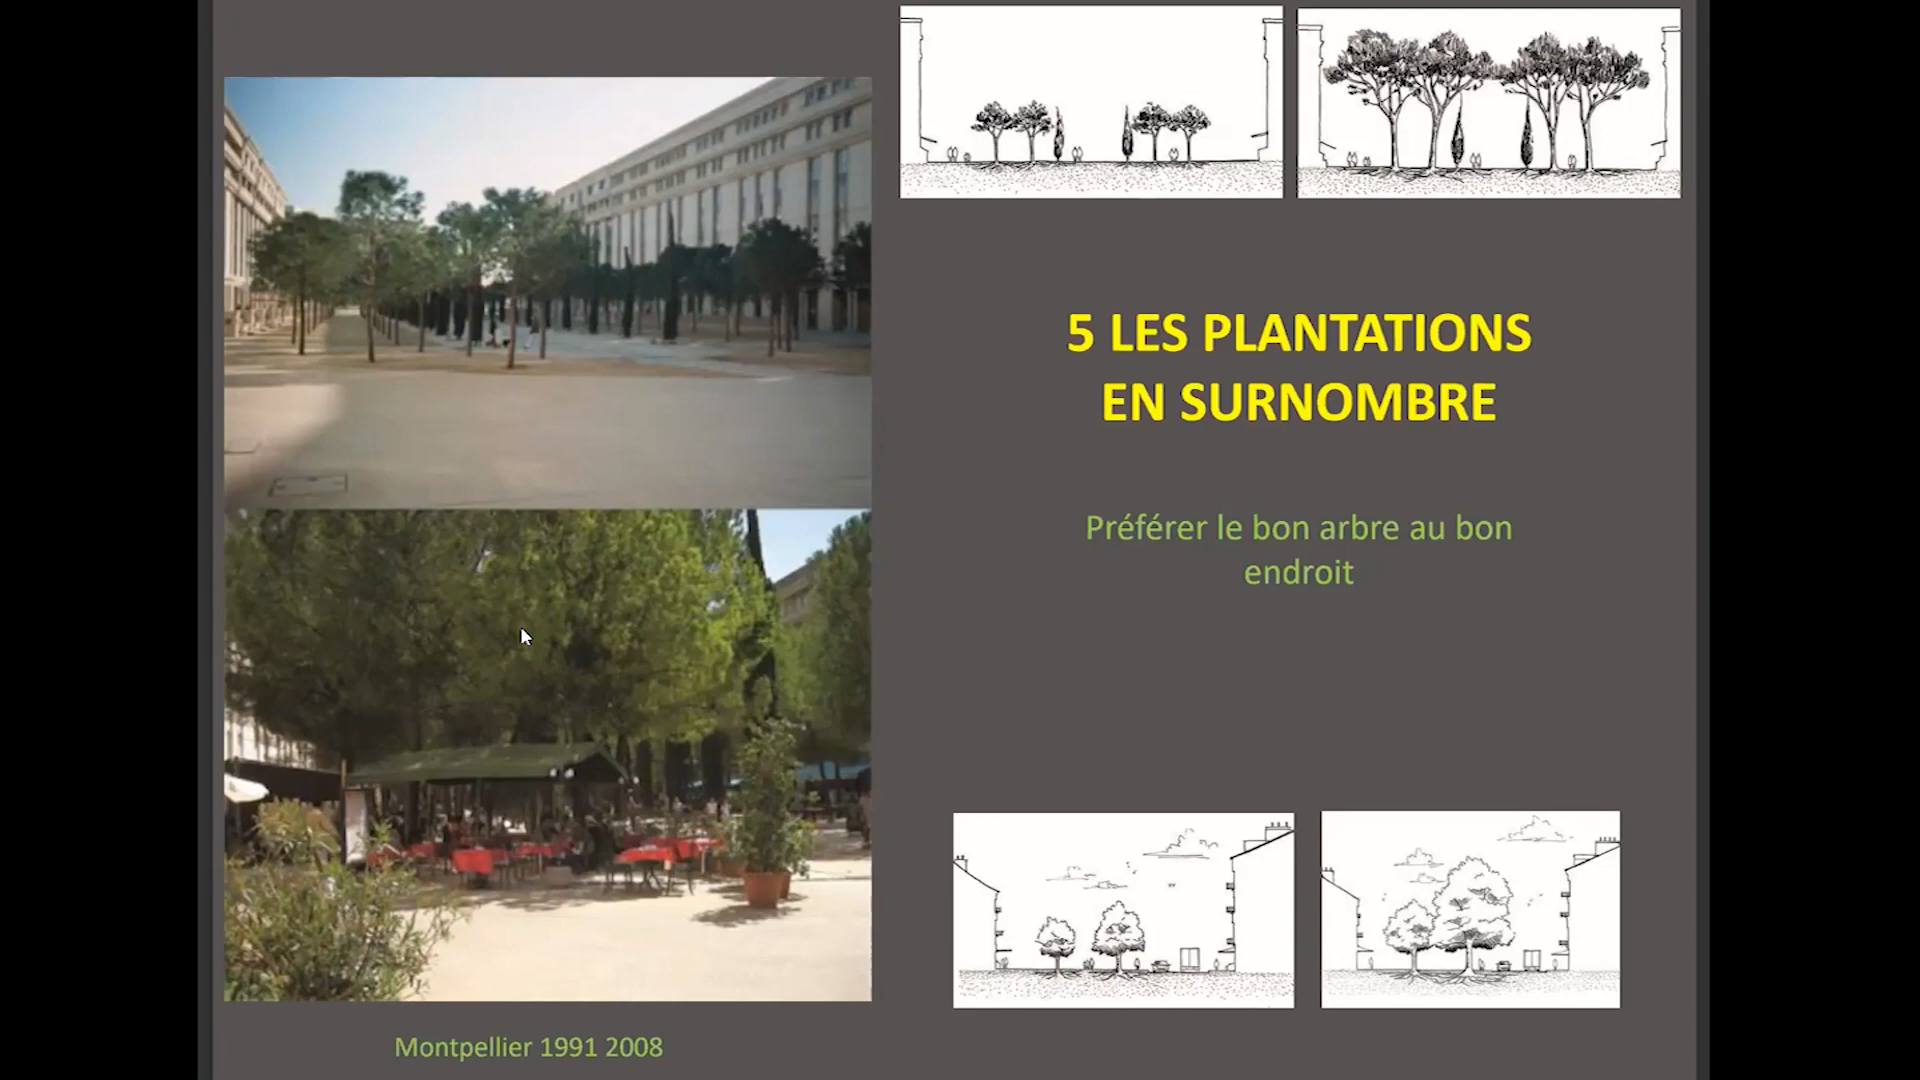 5 LES PLANTATIONS
EN SURNOMBRE
Préférer le bon arbre au bon
endroit
Montpellier 1991 2008